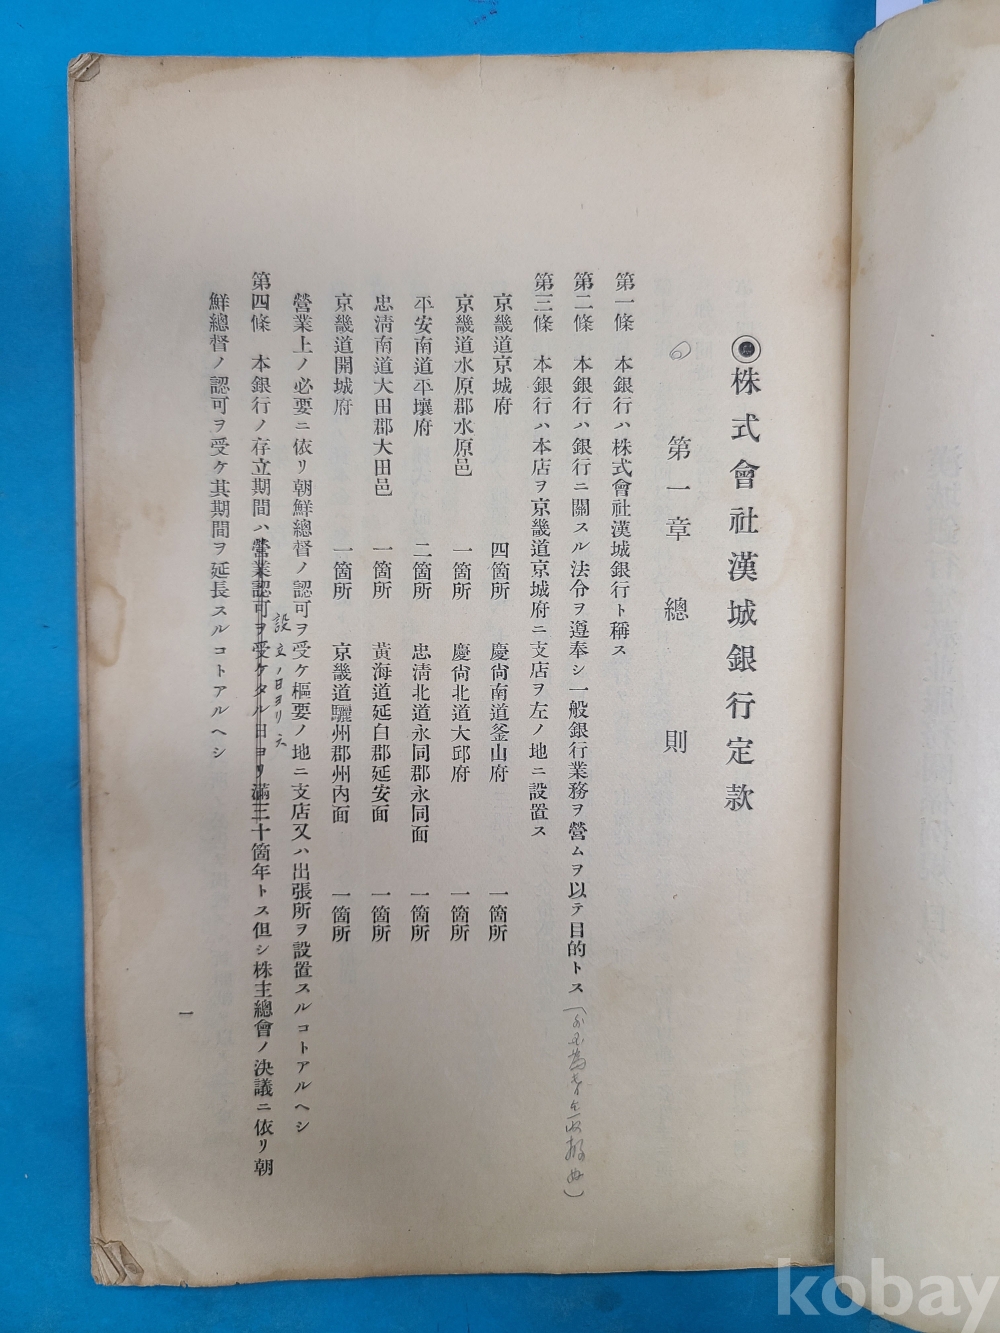 株式會社漢城銀行定款
第一章 總則
第一條 本銀行ハ株式會社漢城銀行ト稱ス
第二條 本銀行ハ銀行ニ關スル法令ヲ遵奉シ一般銀行業務ヲ營ムヲ以テ目的トス
第三條 本銀行ハ本店ヲ京畿道京城府ニ支店ヲ左ノ地ニ設置ス
京畿道京城府 四箇所 慶尙南道釜山府 一箇所
京畿道水原郡水原邑 一箇所 慶尙北道大邱府 一箇所
平安南道平壤府 二箇所 忠淸北道永同郡永同面 一箇所
忠淸南道大田郡大田邑 一箇所 黃海道延白郡延安面 一箇所
京畿道開城府 一箇所 京畿道驪州郡州內面 一箇所
營業上ノ必要ニ依リ朝鮮總督ノ認可ヲ受ケ樞要ノ地ニ支店又ハ出張所ヲ設置スルコトアルヘシ
設立ノ日ヨリ
第四條 本銀行ノ存立期間ハ營業認可ヲ受ケタル日ヨリ滿三十箇年トス但シ株主總會ノ決議ニ依リ朝
鮮總督ノ認可ヲ受ケ其期間ヲ延長スルコトアルヘシ
一
kobay